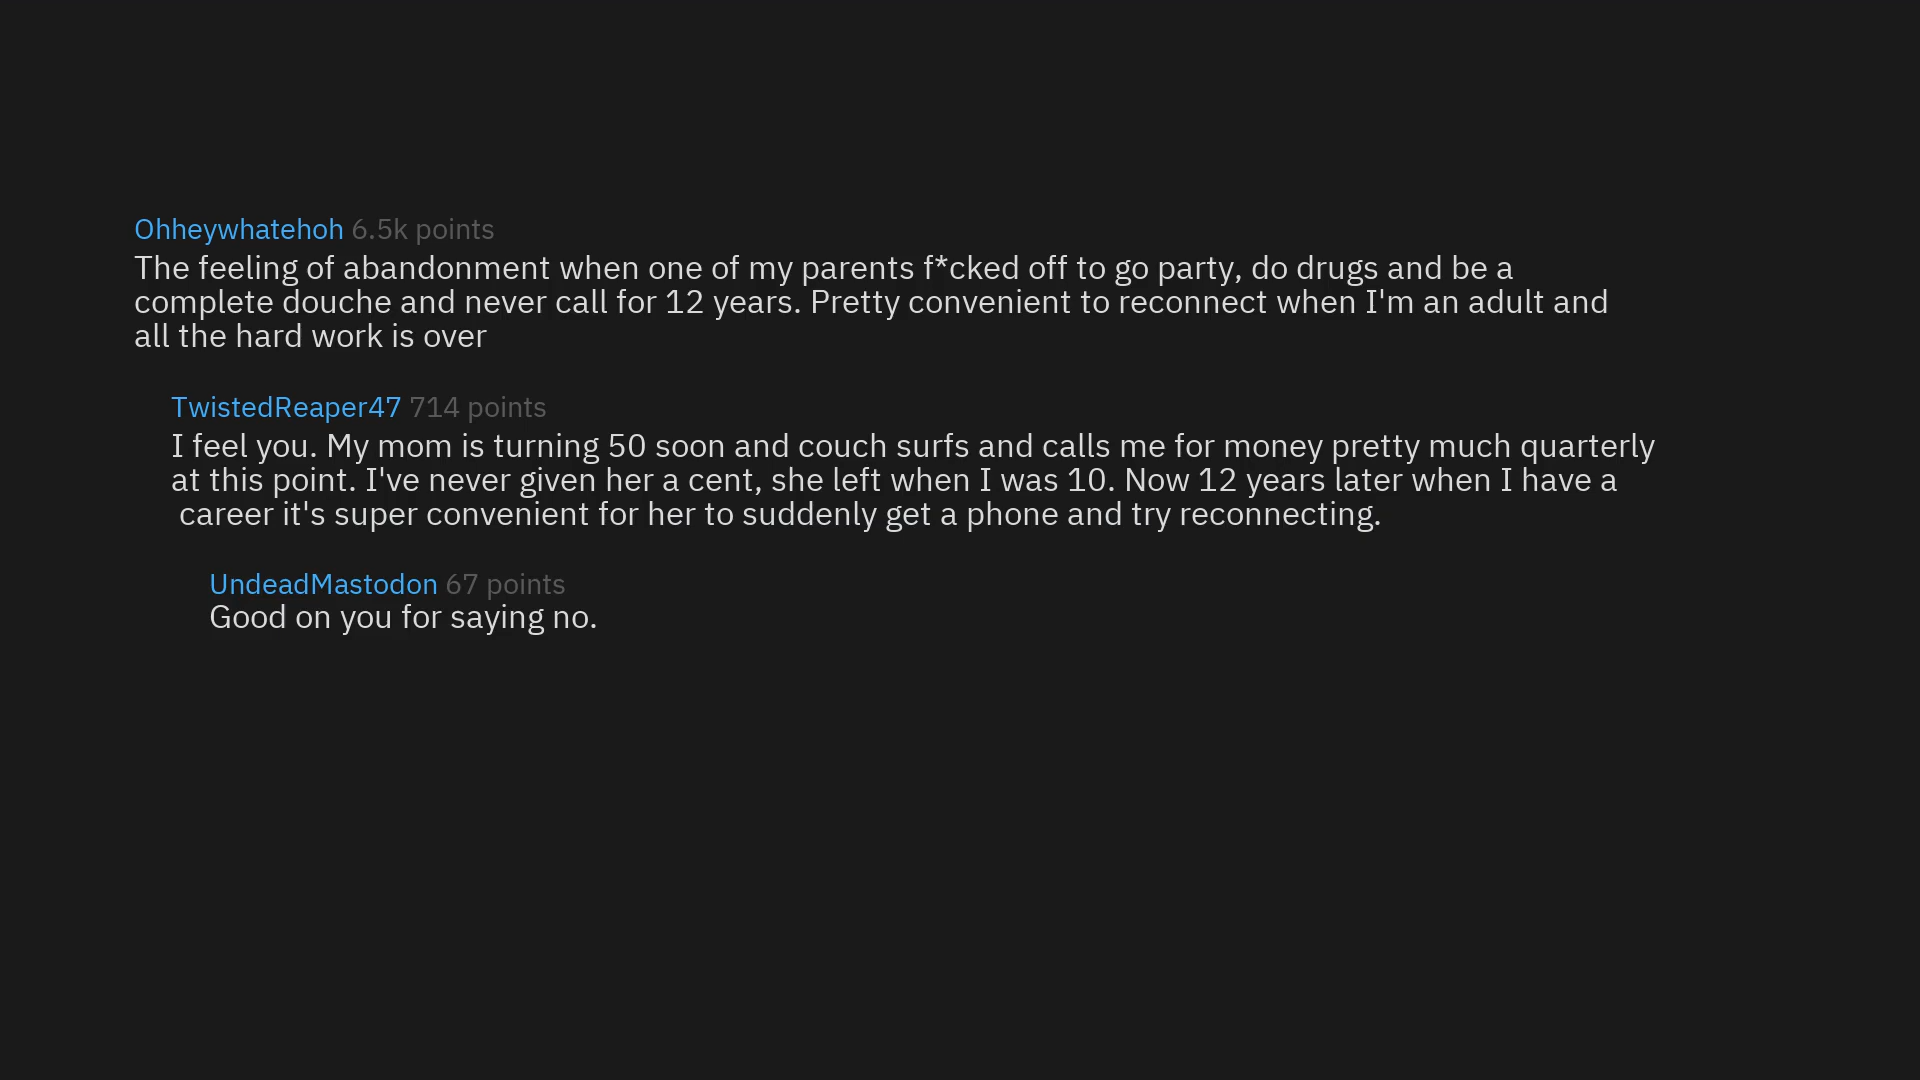 Ohheywhatehoh 6.5k points
The feeling of abandonment when one of my parents f*cked off to go party, do drugs and be a
complete douche and never call for 12 years. Pretty convenient to reconnect when I'm an adult and
all the hard work is over
TwistedReaper47 714 points
I feel you. My mom is turning 50 soon and couch surfs and calls me for money pretty much quarterly
at this point. I've never given her a cent, she left when I was 10. Now 12 years later when I have a
career it's super convenient for her to suddenly get a phone and try reconnecting.
UndeadMastodon 67 points
Good on you for saying no.